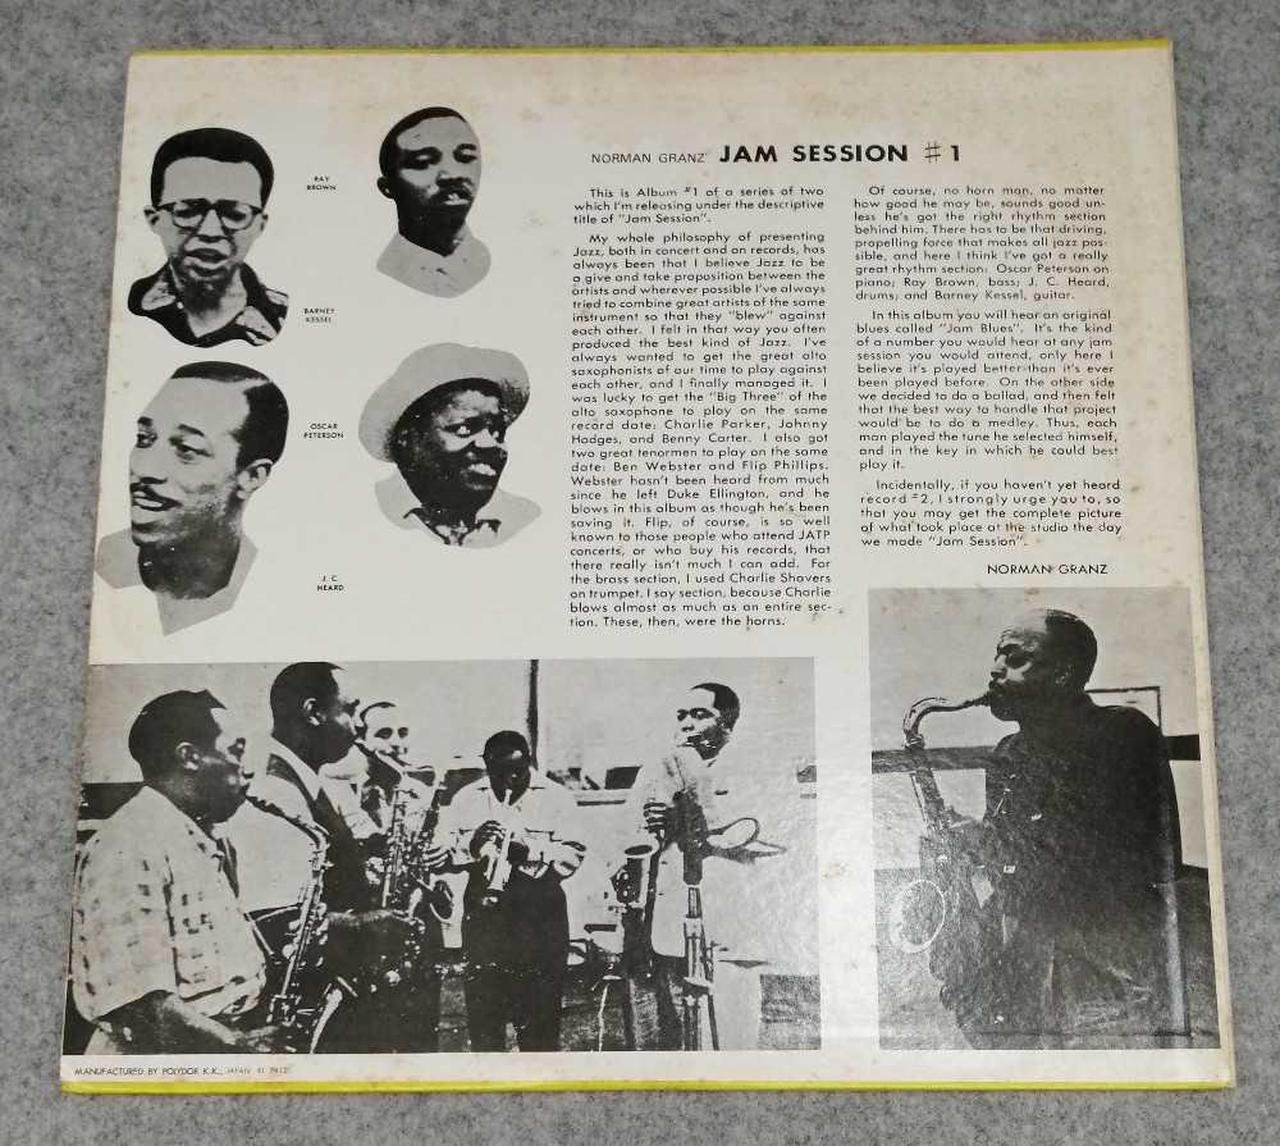 NORMAN GRANZ' JAM SESSION #1
RAY
BROWN
BARNEY
KESSEL
OSCAR
PETERSON
J. C.
HEARD
This is Album #1 of a series of two
which I'm releasing under the descriptive
title of "Jam Session".
My whole philosophy of presenting
Jazz, both in concert and on records, has
always been that I believe Jazz to be
a give and take proposition between the
artists and wherever possible I've always
tried to combine great artists of the same
instrument so that they "blew" against
each other. I felt in that way you often
produced the best kind of Jazz. I've
always wanted to get the great alto
saxophonists of our time to play against
each other, and I finally managed it. I
was lucky to get the "Big Three" of the
alto saxophone to play on the same
record date: Charlie Parker, Johnny
Hodges, and Benny Carter. I also got
two great tenormen to play on the same
date: Ben Webster and Flip Phillips.
Webster hasn't been heard from much
since he left Duke Ellington, and he
blows in this album as though he's been
saving it. Flip, of course, is so well
known to those people who attend JATP
concerts, or who buy his records, that
there really isn't much I can add. For
the brass section, I used Charlie Shavers
on trumpet. I say section, because Charlie
blows almost as much as an entire sec-
tion. These, then, were the horns.
Of course, no horn man, no matter
how good he may be, sounds good un-
less he's got the right rhythm section
behind him. There has to be that driving,
propelling force that makes all jazz pos-
sible, and here I think I've got a really
great rhythm section: Oscar Peterson on
piano; Ray Brown, bass; J. C. Heard,
drums; and Barney Kessel, guitar.
In this album you will hear an original
blues called "Jam Blues". It's the kind
of a number you would hear at any jam
session you would attend, only here I
believe it's played better than it's ever
been played before. On the other side
we decided to do a ballad, and then felt
that the best way to handle that project
would be to do a medley. Thus, each
man played the tune he selected himself,
and in the key in which he could best
play it.
Incidentally, if you haven't yet heard
record #2, I strongly urge you to, so
that you may get the complete picture
of what took place at the studio the day
we made "Jam Session".
NORMAN GRANZ
MANUFACTURED BY POLYDOR K.K., JAPAN